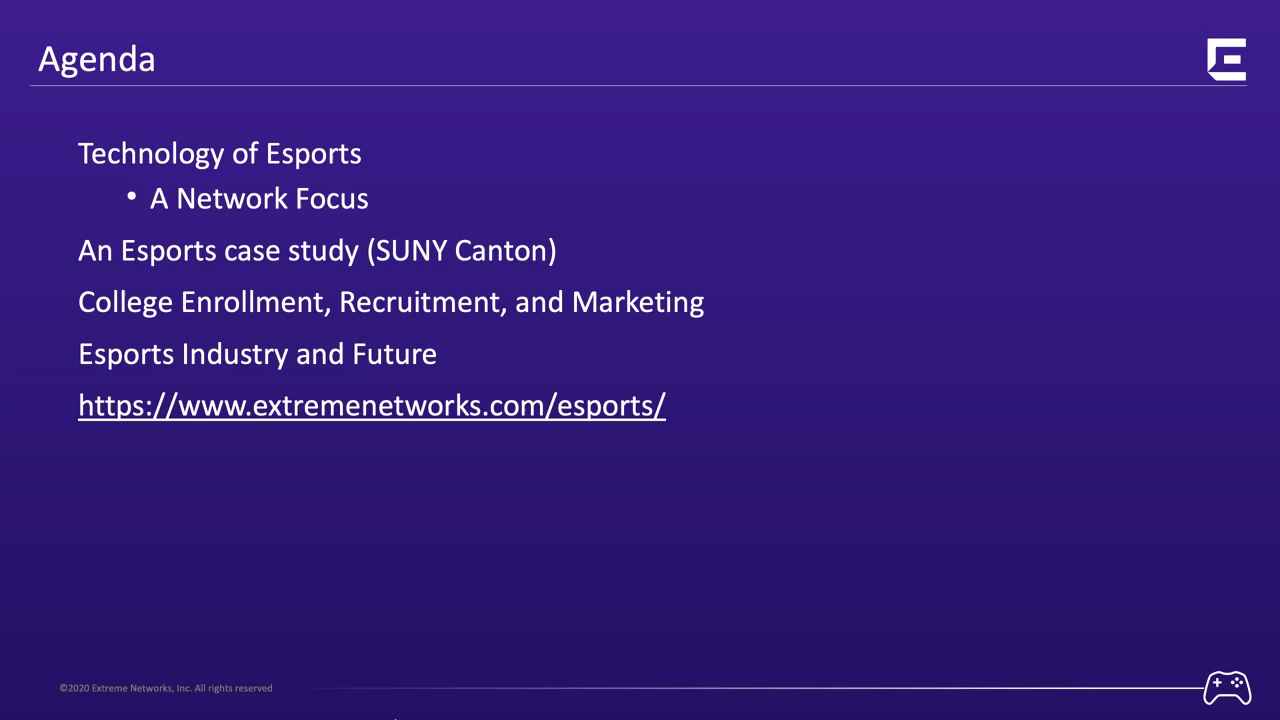 Agenda
Technology of Esports
• A Network Focus
An Esports case study (SUNY Canton)
College Enrollment, Recruitment, and Marketing
Esports Industry and Future
https://www.extremenetworks.com/esports/
©2020 Extreme Networks, Inc. All rights reserved